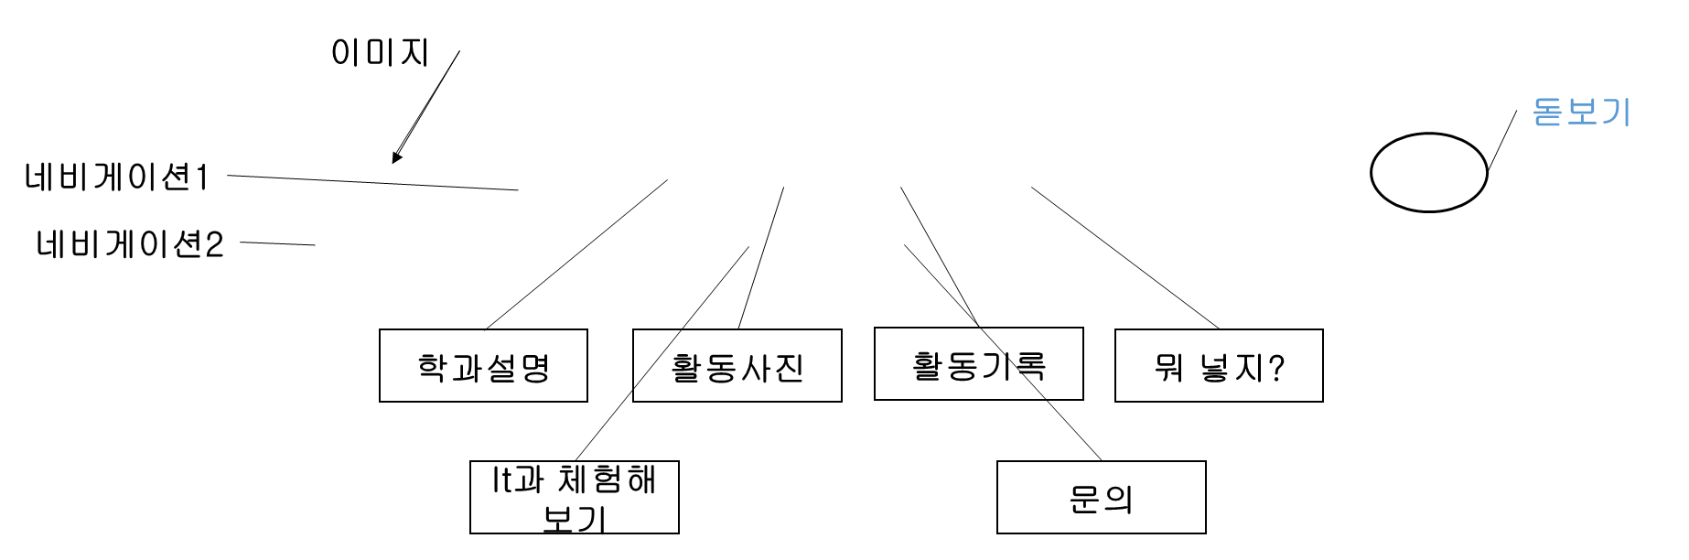 이미지
돋보기
네비게이션1
네비게이션2
학과설명
활동사진
활동기록
뭐 넣지?
It과 체험해
보기
문의